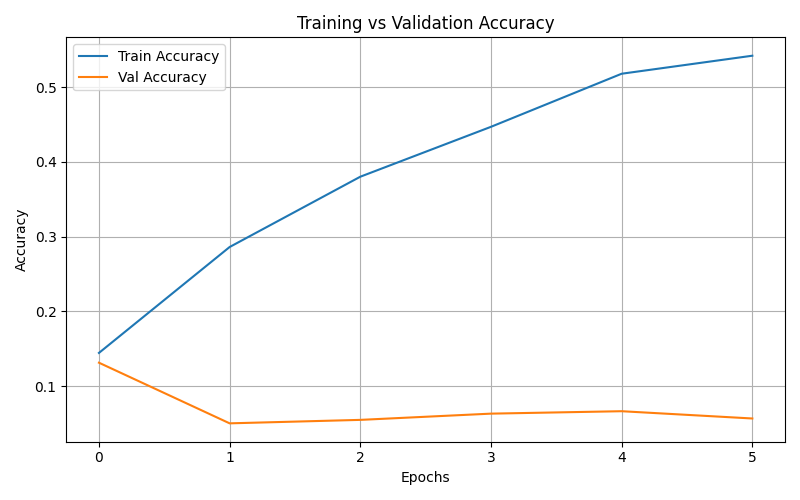 Training vs Validation Accuracy
Train Accuracy
Val Accuracy
Accuracy
0.5
0.4
0.3
0.2
0.1
0 1 2 3 4 5
Epochs